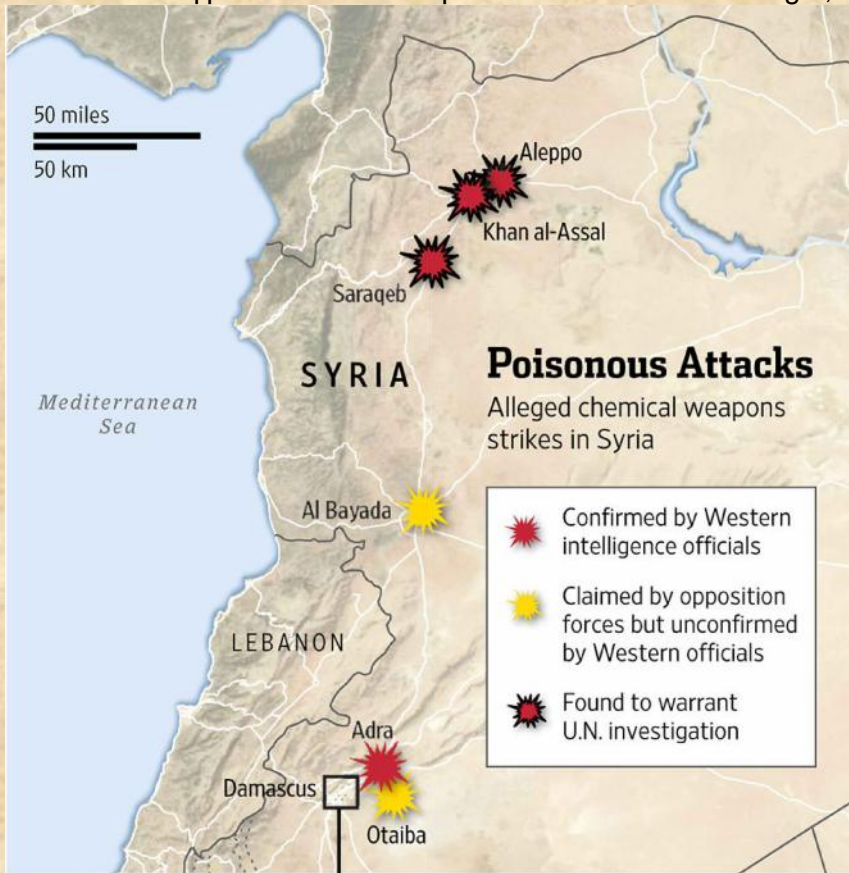 50 miles
50 km
Aleppo
Khan al-Assal
Saraqeb
SYRIA
Poisonous Attacks
Alleged chemical weapons
strikes in Syria
Mediterranean
Sea
Al Bayada
Confirmed by Western
intelligence officials
Claimed by opposition
forces but unconfirmed
by Western officials
Found to warrant
U.N. investigation
LEBANON
Adra
Damascus
Otaiba